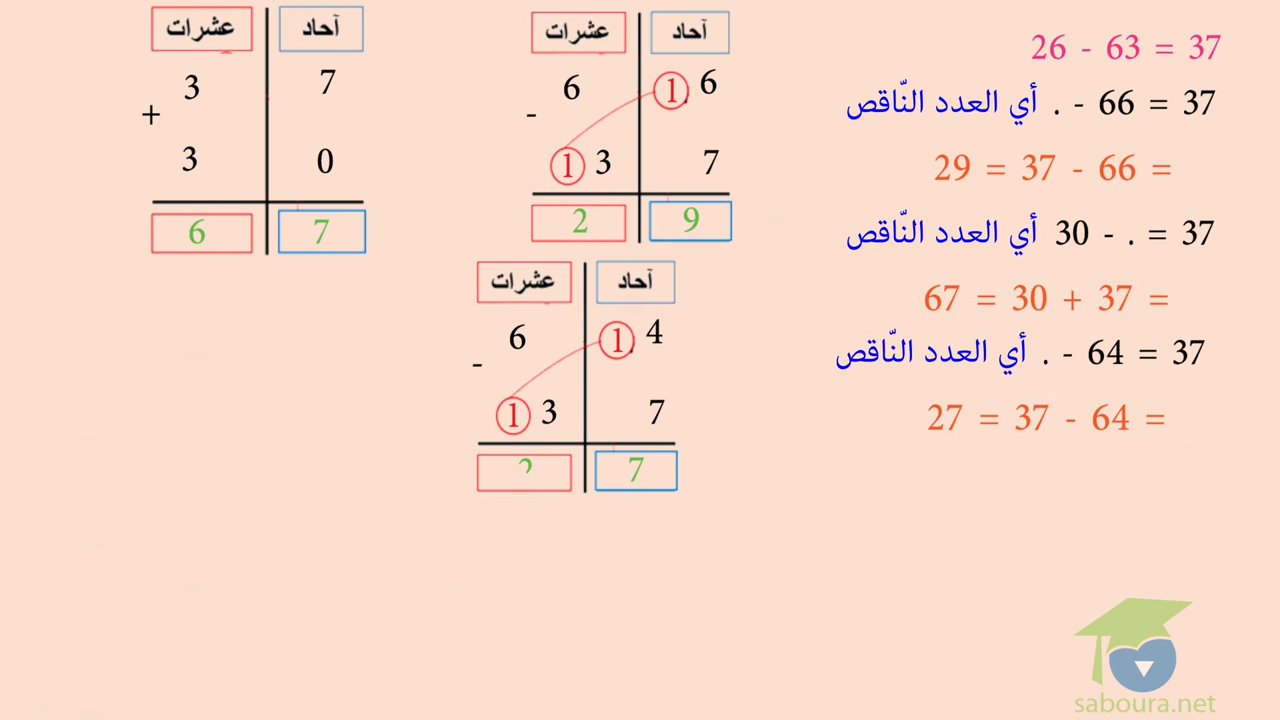 عشرات آحاد
3 7
+
3 0
6 7
عشرات آحاد
6 1 6
-
1 3 7
2 9
عشرات آحاد
6 1 4
-
1 3 7
7
26 - 63 = 37
. - 66 = 37 أي العدد النّاقص
29 = 37 - 66 =
30 - . = 37 أي العدد النّاقص
67 = 30 + 37 =
. - 64 = 37 أي العدد النّاقص
27 = 37 - 64 =
saboura.net